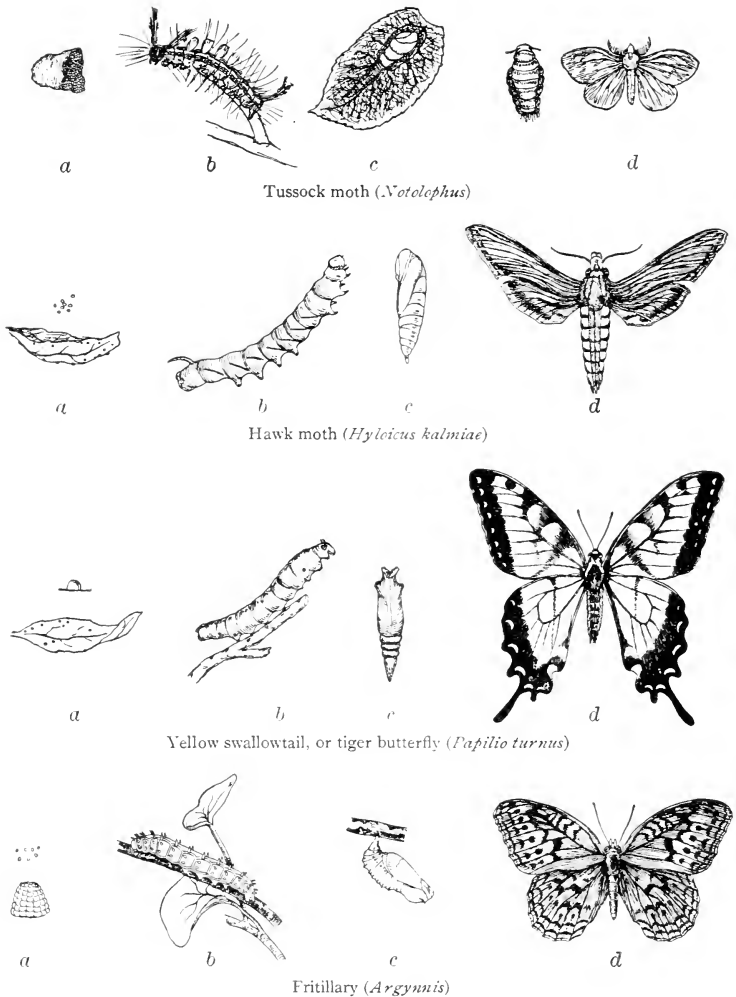 a b c d
Tussock moth (Notolophus)
a b c d
Hawk moth (Hyloicus kalmiae)
a b c d
Yellow swallowtail, or tiger butterfly (Papilio turnus)
a b c d
Fritillary (Argynnis)